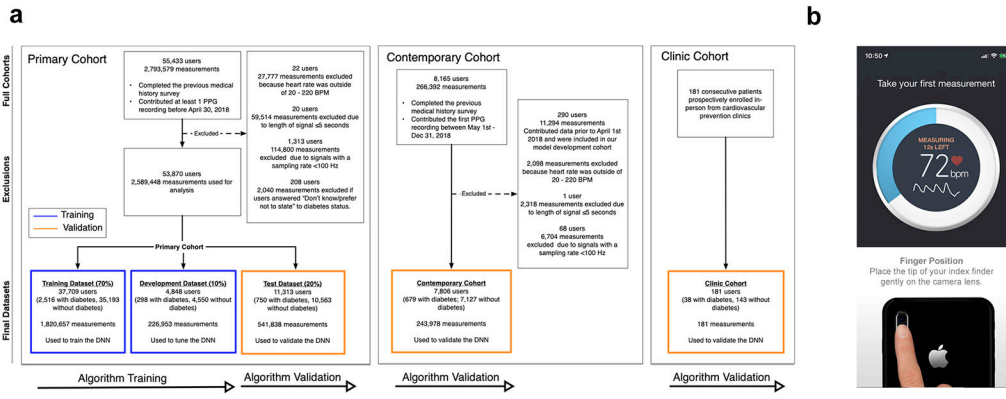 a
Full Cohorts
Exclusions
Final Datasets
Primary Cohort
55,433 users
2,793,579 measurements
• Completed the previous medical
history survey
• Contributed at least 1 PPG
recording before April 30, 2018
-Excluded-
22 users
27,777 measurements excluded
because heart rate was outside
of 20 - 220 BPM
20 users
59,514 measurements excluded
due to length of signal ≤5 seconds
1,313 users
114,800 measurements
excluded due to signals with a
sampling rate <100 Hz
208 users
2,040 measurements excluded if
users answered "Don't know/prefer
not to state" to diabetes status.
53,870 users
2,589,448 measurements used for
analysis
Training
Validation
Primary Cohort
Training Dataset (70%)
37,709 users
(2,516 with diabetes, 35,193
without diabetes)
1,820,657 measurements
Used to train the DNN
Development Dataset (10%)
4,848 users
(298 with diabetes, 4,550 without
diabetes)
226,953 measurements
Used to tune the DNN
Test Dataset (20%)
11,313 users
(750 with diabetes, 10,563
without diabetes)
541,838 measurements
Used to validate the DNN
Algorithm Training
Algorithm Validation
Contemporary Cohort
8,165 users
266,392 measurements
• Completed the previous medical
history survey
• Contributed the first PPG
recording between May 1st -
Dec 31, 2018
-Excluded-
290 users
11,294 measurements
Contributed data prior to April 1st
2018 and were included in our
model development cohort
2,098 measurements excluded
because heart rate was outside of
20 - 220 BPM
1 user
2,318 measurements excluded due
to length of signal ≤5 seconds
68 users
6,704 measurements
excluded due to signals with a
sampling rate <100 Hz
Contemporary Cohort
7,806 users
(679 with diabetes; 7,127 without
diabetes)
243,978 measurements
Used to validate the DNN
Algorithm Validation
Clinic Cohort
181 consecutive patients
prospectively enrolled in-
person from cardiovascular
prevention clinics
Clinic Cohort
181 users
(38 with diabetes, 143 without
diabetes)
181 measurements
Used to validate the DNN
Algorithm Validation
b
10:50
Take your first measurement
MEASURING
12s LEFT
72 bpm
Finger Position
Place the tip of your index finder
gently on the camera lens.